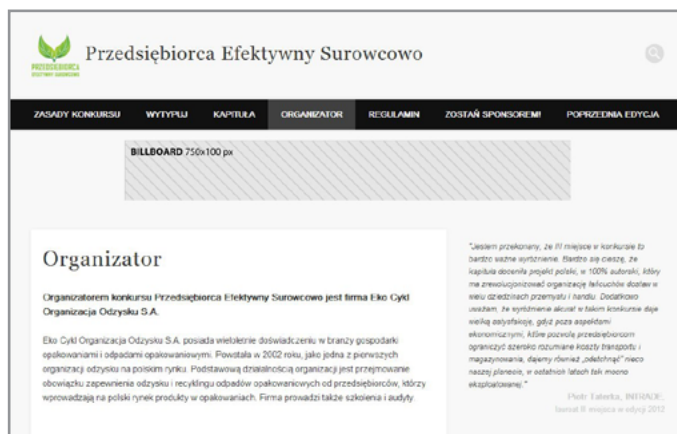 PRZEDSIĘBIORCA
EFEKTYWNY SUROWCOWO
Przedsiębiorca Efektywny Surowcowo
ZASADY KONKURSU WYTYPUJ KAPITUŁA ORGANIZATOR REGULAMIN ZOSTAŃ SPONSOREM! POPRZEDNIA EDYCJA
BILLBOARD 750x100 px
Organizator
Organizatorem konkursu Przedsiębiorca Efektywny Surowcowo jest firma Eko Cykl
Organizacja Odzysku S.A.
Eko Cykl Organizacja Odzysku S.A. posiada wieloletnie doświadczenie w branży gospodarki
opakowaniami i odpadami opakowaniowymi. Powstała w 2002 roku, jako jedna z pierwszych
organizacji odzysku na polskim rynku. Podstawową działalnością organizacji jest przejmowanie
obowiązku zapewnienia odzysku i recyklingu odpadów opakowaniowych od przedsiębiorców, którzy
wprowadzają na polski rynek produkty w opakowaniach. Firma prowadzi także szkolenia i audyty.
"Jestem przekonany, że III miejsce w konkursie to
bardzo ważne wyróżnienie. Bardzo się cieszę, że
kapituła doceniła projekt polski, w 100% autorski, który
ma zrewolucjonizować organizację łańcuchów dostaw w
wielu dziedzinach przemysłu i handlu. Dodatkowo
uważam, że wyróżnienie akurat w takim konkursie daje
wielką satysfakcję, gdyż poza aspektami
ekonomicznymi, które pozwolą przedsiębiorcom
ograniczyć szeroko rozumiane koszty transportu i
magazynowania, dajemy również „odetchnąć” nieco
naszej planecie, w ostatnich latach tak mocno
eksploatowanej."
Piotr Taterka, INTRADE,
laureat III miejsca w edycji 2012